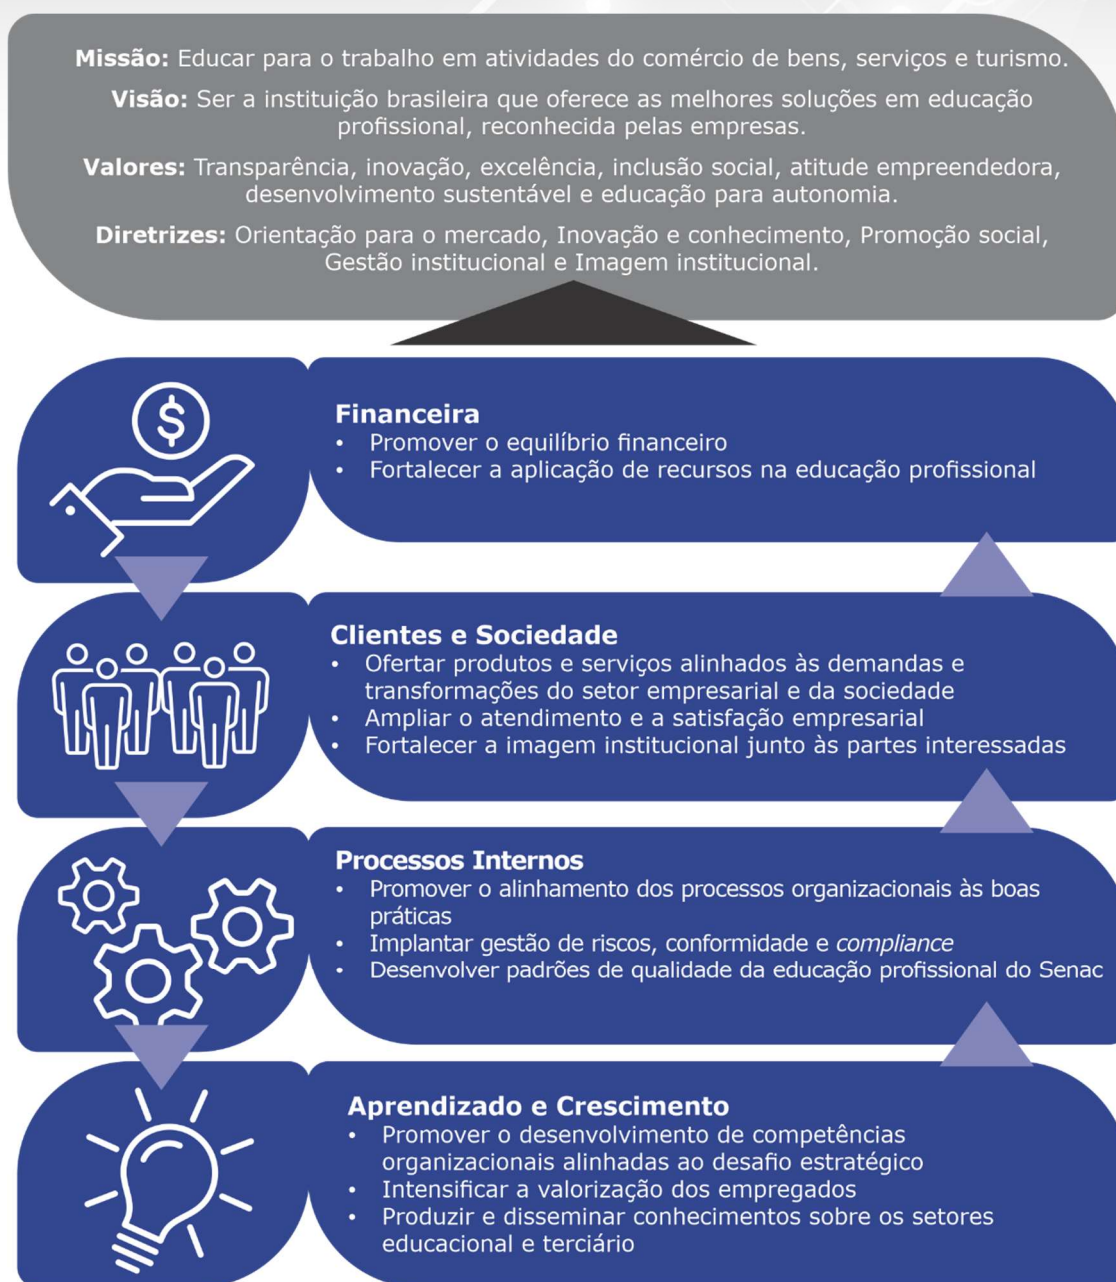 Missão: Educar para o trabalho em atividades do comércio de bens, serviços e turismo.
Visão: Ser a instituição brasileira que oferece as melhores soluções em educação
profissional, reconhecida pelas empresas.
Valores: Transparência, inovação, excelência, inclusão social, atitude empreendedora,
desenvolvimento sustentável e educação para autonomia.
Diretrizes: Orientação para o mercado, Inovação e conhecimento, Promoção social,
Gestão institucional e Imagem institucional.
$
Financeira
• Promover o equilíbrio financeiro
• Fortalecer a aplicação de recursos na educação profissional
Clientes e Sociedade
• Ofertar produtos e serviços alinhados às demandas e
transformações do setor empresarial e da sociedade
• Ampliar o atendimento e a satisfação empresarial
• Fortalecer a imagem institucional junto às partes interessadas
Processos Internos
• Promover o alinhamento dos processos organizacionais às boas
práticas
• Implantar gestão de riscos, conformidade e compliance
• Desenvolver padrões de qualidade da educação profissional do Senac
Aprendizado e Crescimento
• Promover o desenvolvimento de competências
organizacionais alinhadas ao desafio estratégico
• Intensificar a valorização dos empregados
• Produzir e disseminar conhecimentos sobre os setores
educacional e terciário